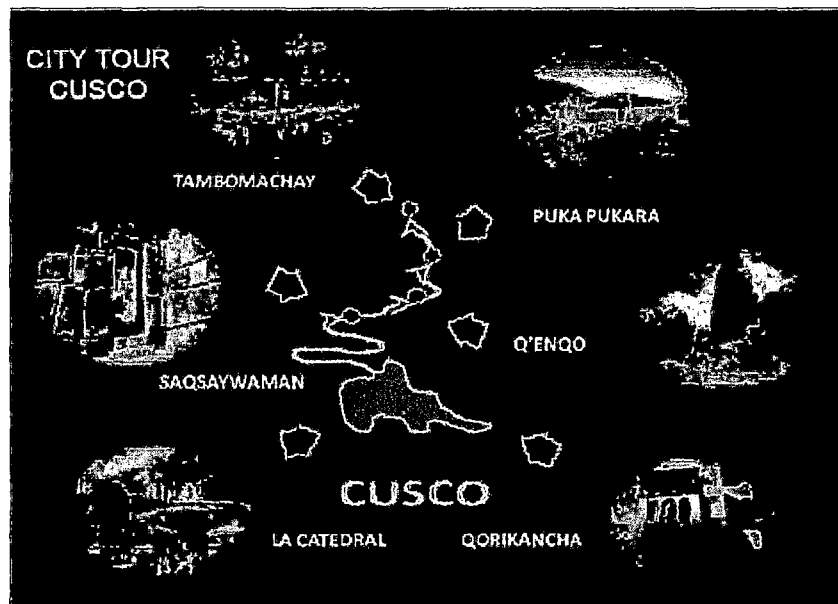 CITY TOUR
CUSCO
TAMBOMACHAY
PUKA PUKARA
Q'ENQO
SAQSAYWAMAN
CUSCO
LA CATEDRAL
QORIKANCHA